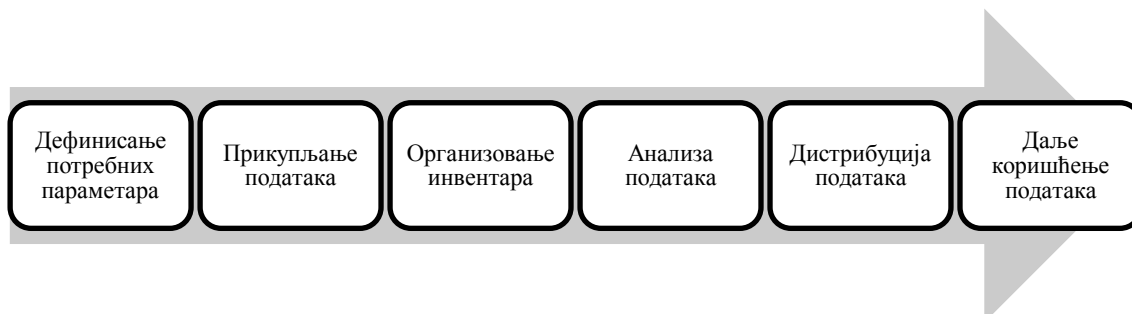 Дефинисање
потребних
параметара
Прикупљање
података
Организовање
инвентара
Анализа
података
Дистрибуција
података
Даље
коришћење
података